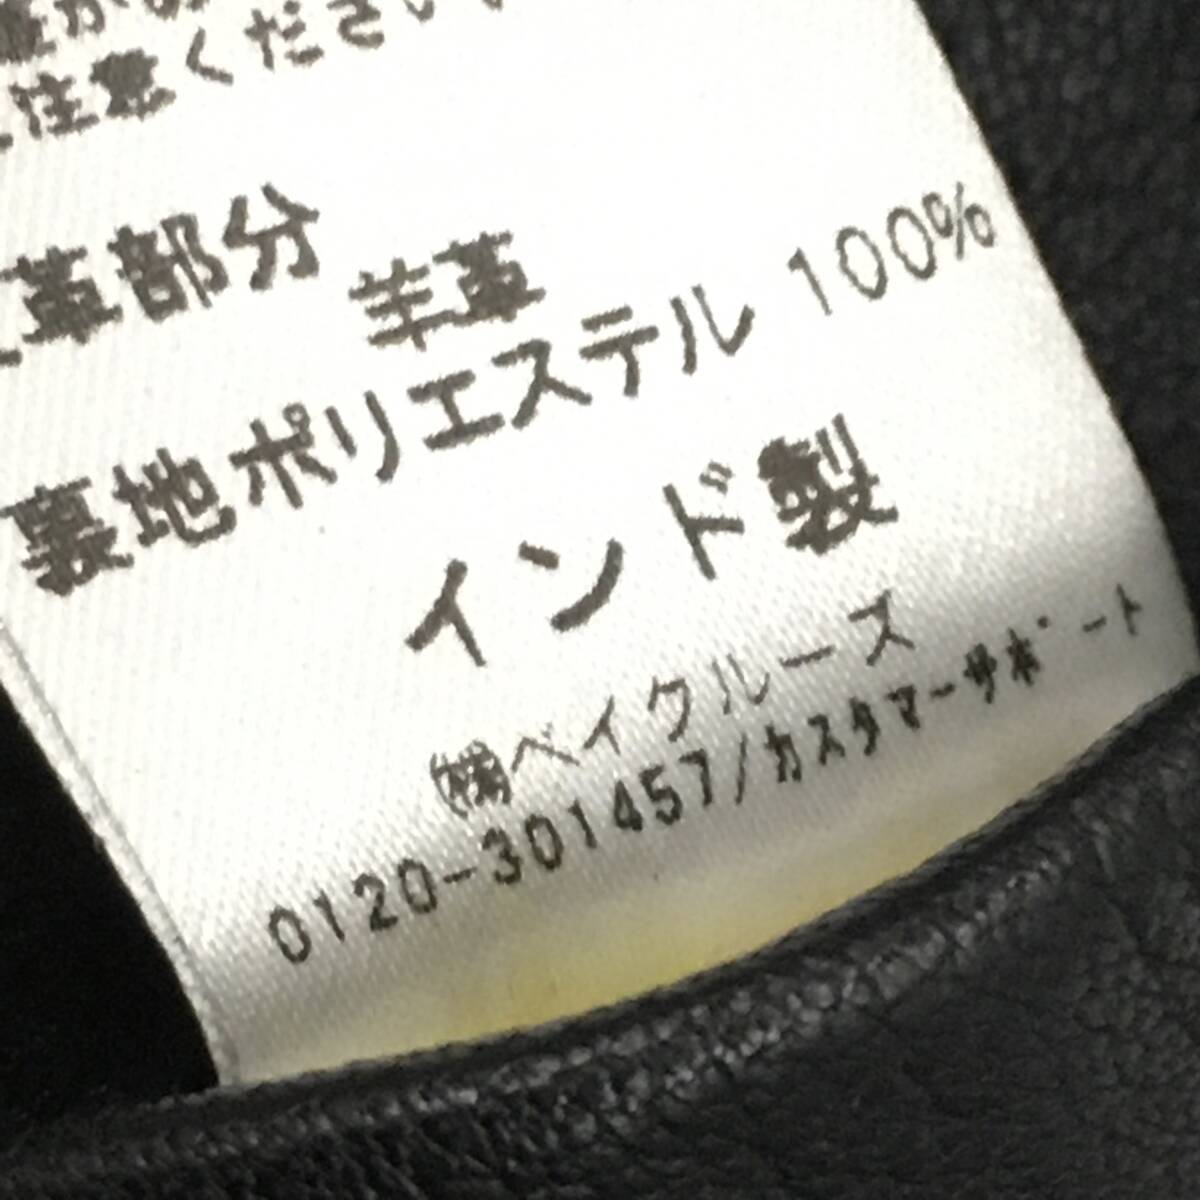 注意ください。
革部分
羊革
裏地ポリエステル 100%
インド製
㈱ベイクルーズ
0120-301457/カスタマーサポート